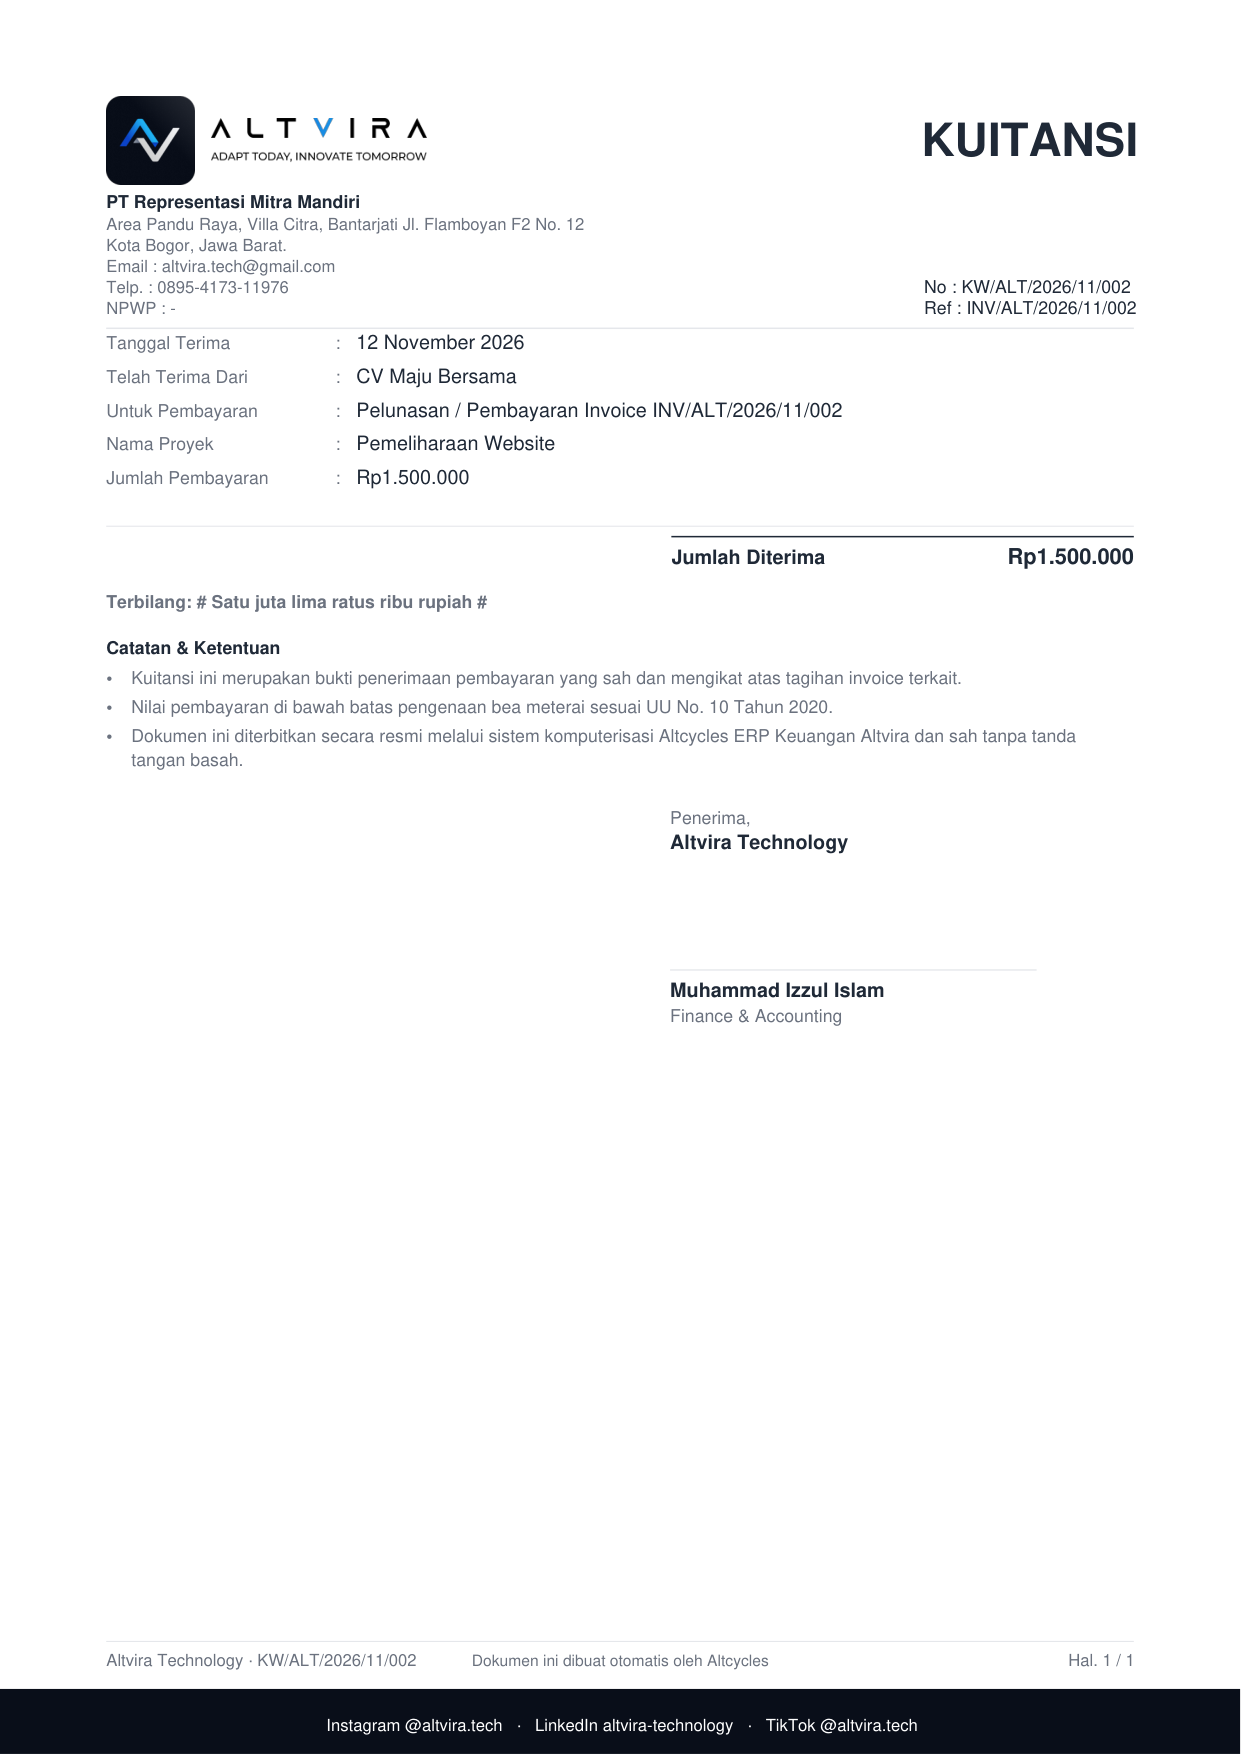 ALTVIRA
ADAPT TODAY, INNOVATE TOMORROW
KUITANSI
PT Representasi Mitra Mandiri
Area Pandu Raya, Villa Citra, Bantarjati Jl. Flamboyan F2 No. 12
Kota Bogor, Jawa Barat.
Email : altvira.tech@gmail.com
Telp. : 0895-4173-11976
NPWP : -
No : KW/ALT/2026/11/002
Ref : INV/ALT/2026/11/002
Tanggal Terima : 12 November 2026
Telah Terima Dari : CV Maju Bersama
Untuk Pembayaran : Pelunasan / Pembayaran Invoice INV/ALT/2026/11/002
Nama Proyek : Pemeliharaan Website
Jumlah Pembayaran : Rp1.500.000
Jumlah Diterima Rp1.500.000
Terbilang: # Satu juta lima ratus ribu rupiah #
Catatan & Ketentuan
• Kuitansi ini merupakan bukti penerimaan pembayaran yang sah dan mengikat atas tagihan invoice terkait.
• Nilai pembayaran di bawah batas pengenaan bea meterai sesuai UU No. 10 Tahun 2020.
• Dokumen ini diterbitkan secara resmi melalui sistem komputerisasi Altcycles ERP Keuangan Altvira dan sah tanpa tanda
tangan basah.
Penerima,
Altvira Technology
Muhammad Izzul Islam
Finance & Accounting
Altvira Technology · KW/ALT/2026/11/002 Dokumen ini dibuat otomatis oleh Altcycles Hal. 1 / 1
Instagram @altvira.tech · LinkedIn altvira-technology · TikTok @altvira.tech